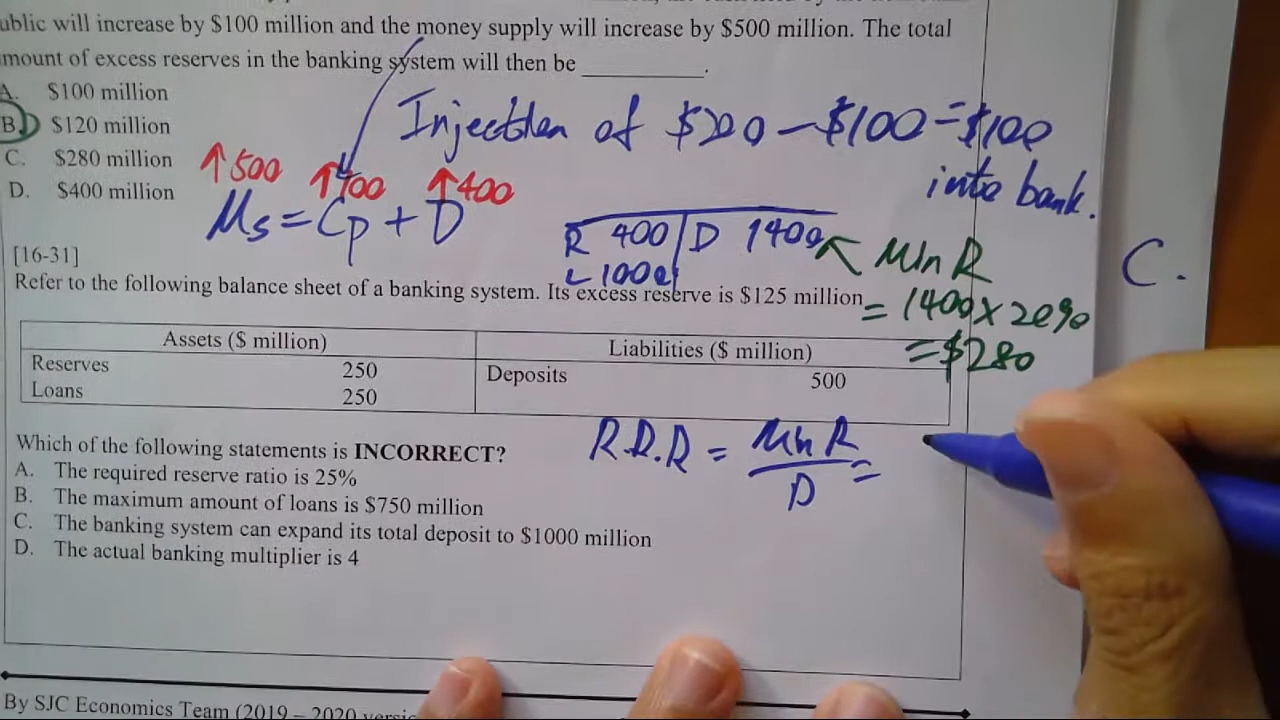 ublic will increase by $100 million and the money supply will increase by $500 million. The total
mount of excess reserves in the banking system will then be __________.
A. $100 million
B. $120 million
C. $280 million
D. $400 million
Injection of $200 - $100 = $100
into bank.
↑500 ↑100 ↑400
Ms = Cp + D
R 400 D 1400
L 1000
Min R
= 1400 x 20%
= $280
C.
[16-31]
Refer to the following balance sheet of a banking system. Its excess reserve is $125 million
Assets ($ million) Liabilities ($ million)
Reserves 250 Deposits 500
Loans 250
Which of the following statements is INCORRECT?
A. The required reserve ratio is 25%
B. The maximum amount of loans is $750 million
C. The banking system can expand its total deposit to $1000 million
D. The actual banking multiplier is 4
R.R.R = Min R / D =
By SJC Economics Team (2019 – 2020